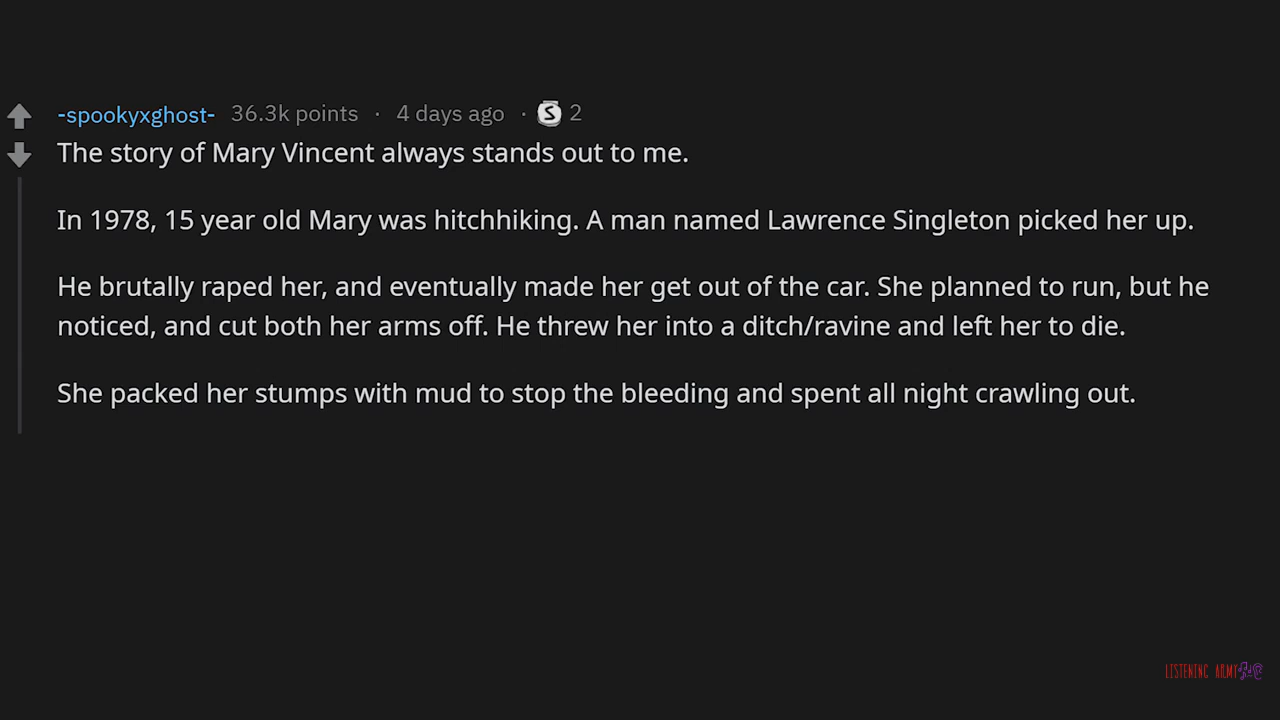 -spookyxghost- 36.3k points · 4 days ago · S 2
The story of Mary Vincent always stands out to me.
In 1978, 15 year old Mary was hitchhiking. A man named Lawrence Singleton picked her up.
He brutally raped her, and eventually made her get out of the car. She planned to run, but he
noticed, and cut both her arms off. He threw her into a ditch/ravine and left her to die.
She packed her stumps with mud to stop the bleeding and spent all night crawling out.
LISTENING ARMY